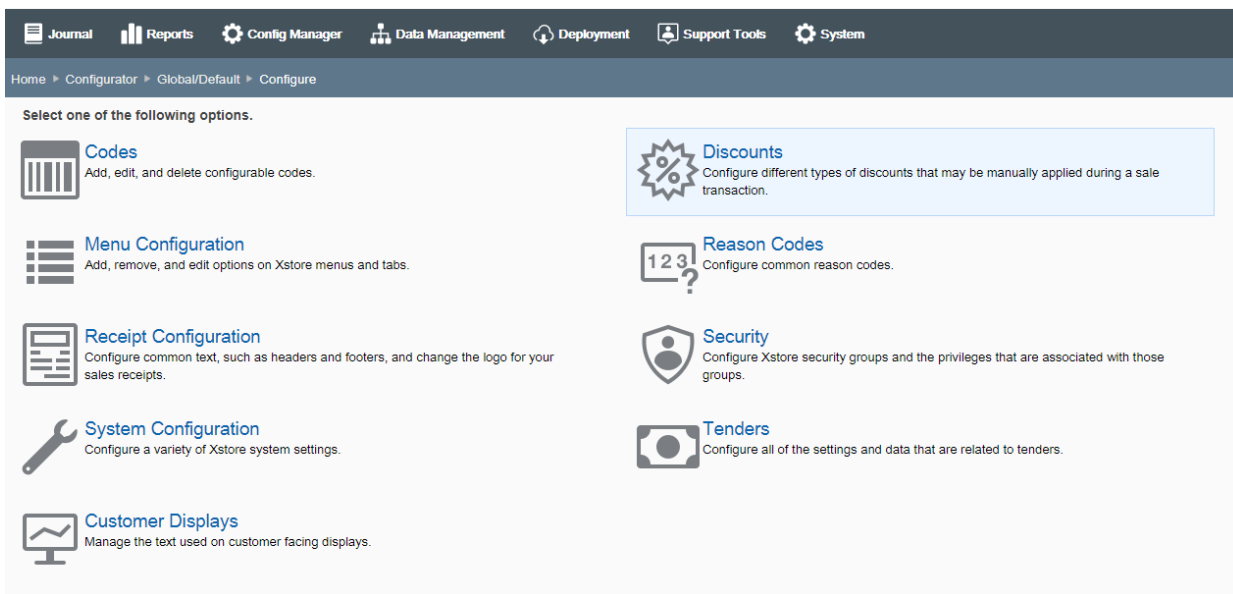 Journal Reports Config Manager Data Management Deployment Support Tools System
Home Configurator Global/Default Configure
Select one of the following options.
Codes
Add, edit, and delete configurable codes.
Discounts
Configure different types of discounts that may be manually applied during a sale
transaction.
Menu Configuration
Add, remove, and edit options on Xstore menus and tabs.
123?
Reason Codes
Configure common reason codes.
Receipt Configuration
Configure common text, such as headers and footers, and change the logo for your
sales receipts.
Security
Configure Xstore security groups and the privileges that are associated with those
groups.
System Configuration
Configure a variety of Xstore system settings.
Tenders
Configure all of the settings and data that are related to tenders.
Customer Displays
Manage the text used on customer facing displays.